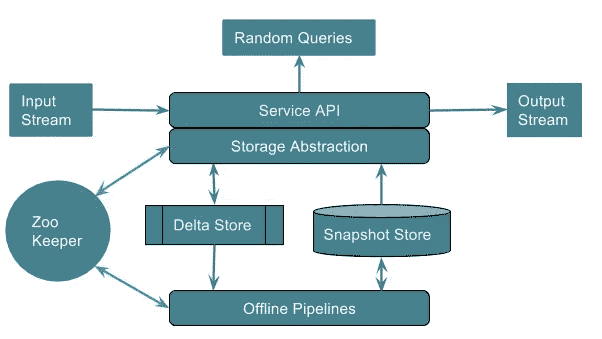 Random Queries
Input
Stream
Service API
Output
Stream
Storage Abstraction
Zoo
Keeper
Delta Store
Snapshot Store
Offline Pipelines